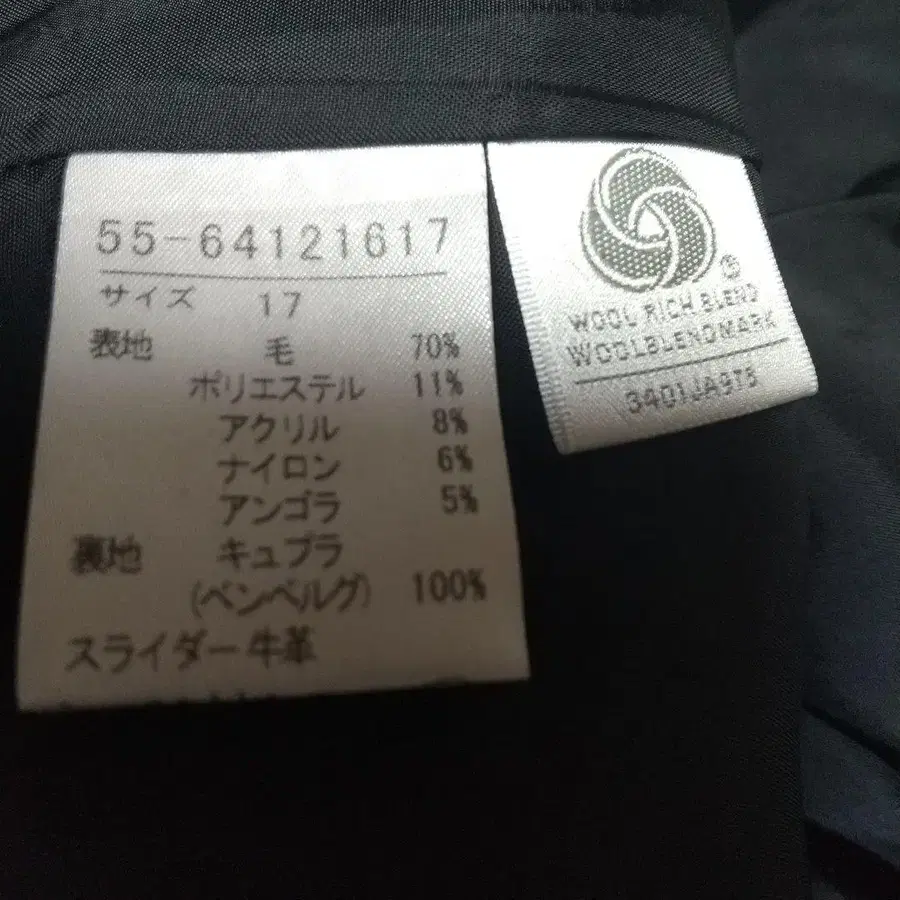 55-64121617
サイズ 17
表地 毛 70%
ポリエステル 11%
アクリル 8%
ナイロン 6%
アンゴラ 5%
裏地 キュプラ
(ベンベルグ) 100%
スライダー牛革
WOOL RICH BLEND
WOOLBLENDMARK
3401JA975